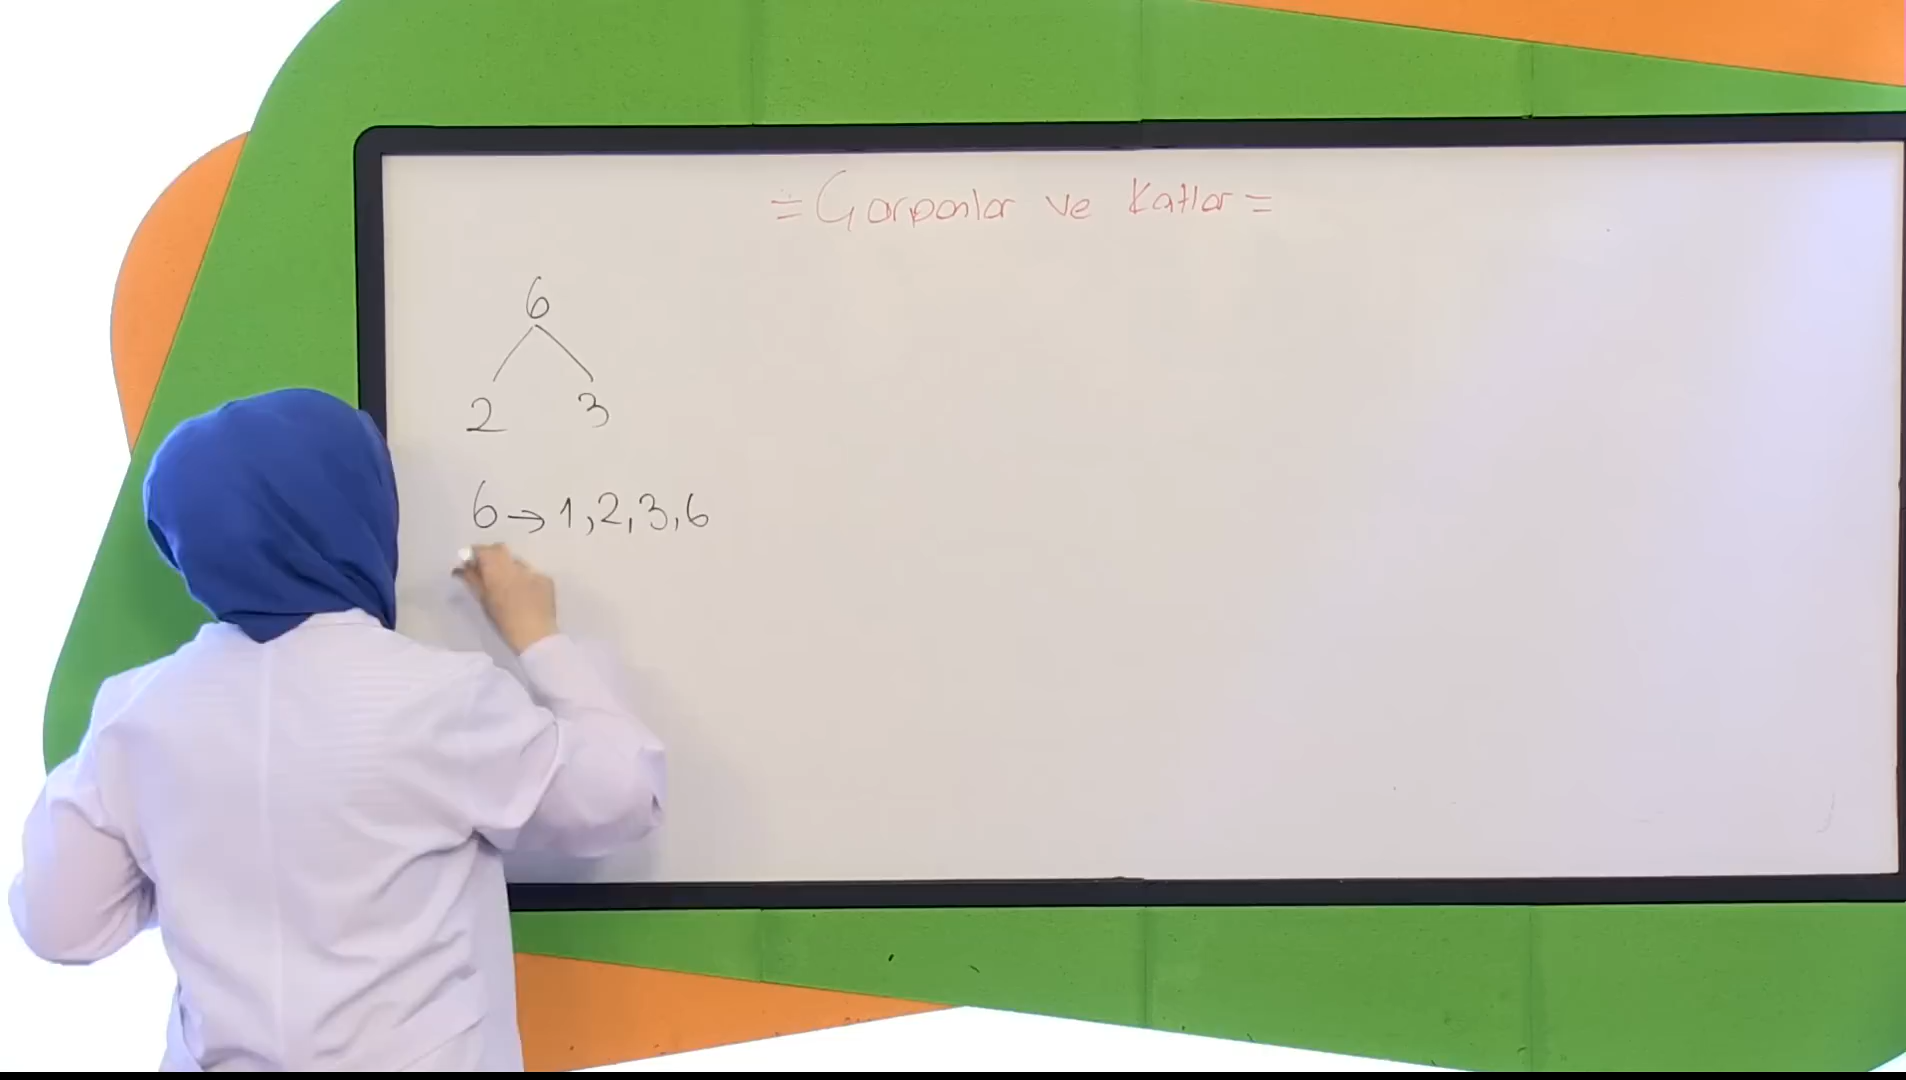 = Çarpanlar ve Katlar =
6
2 3
6 → 1, 2, 3, 6